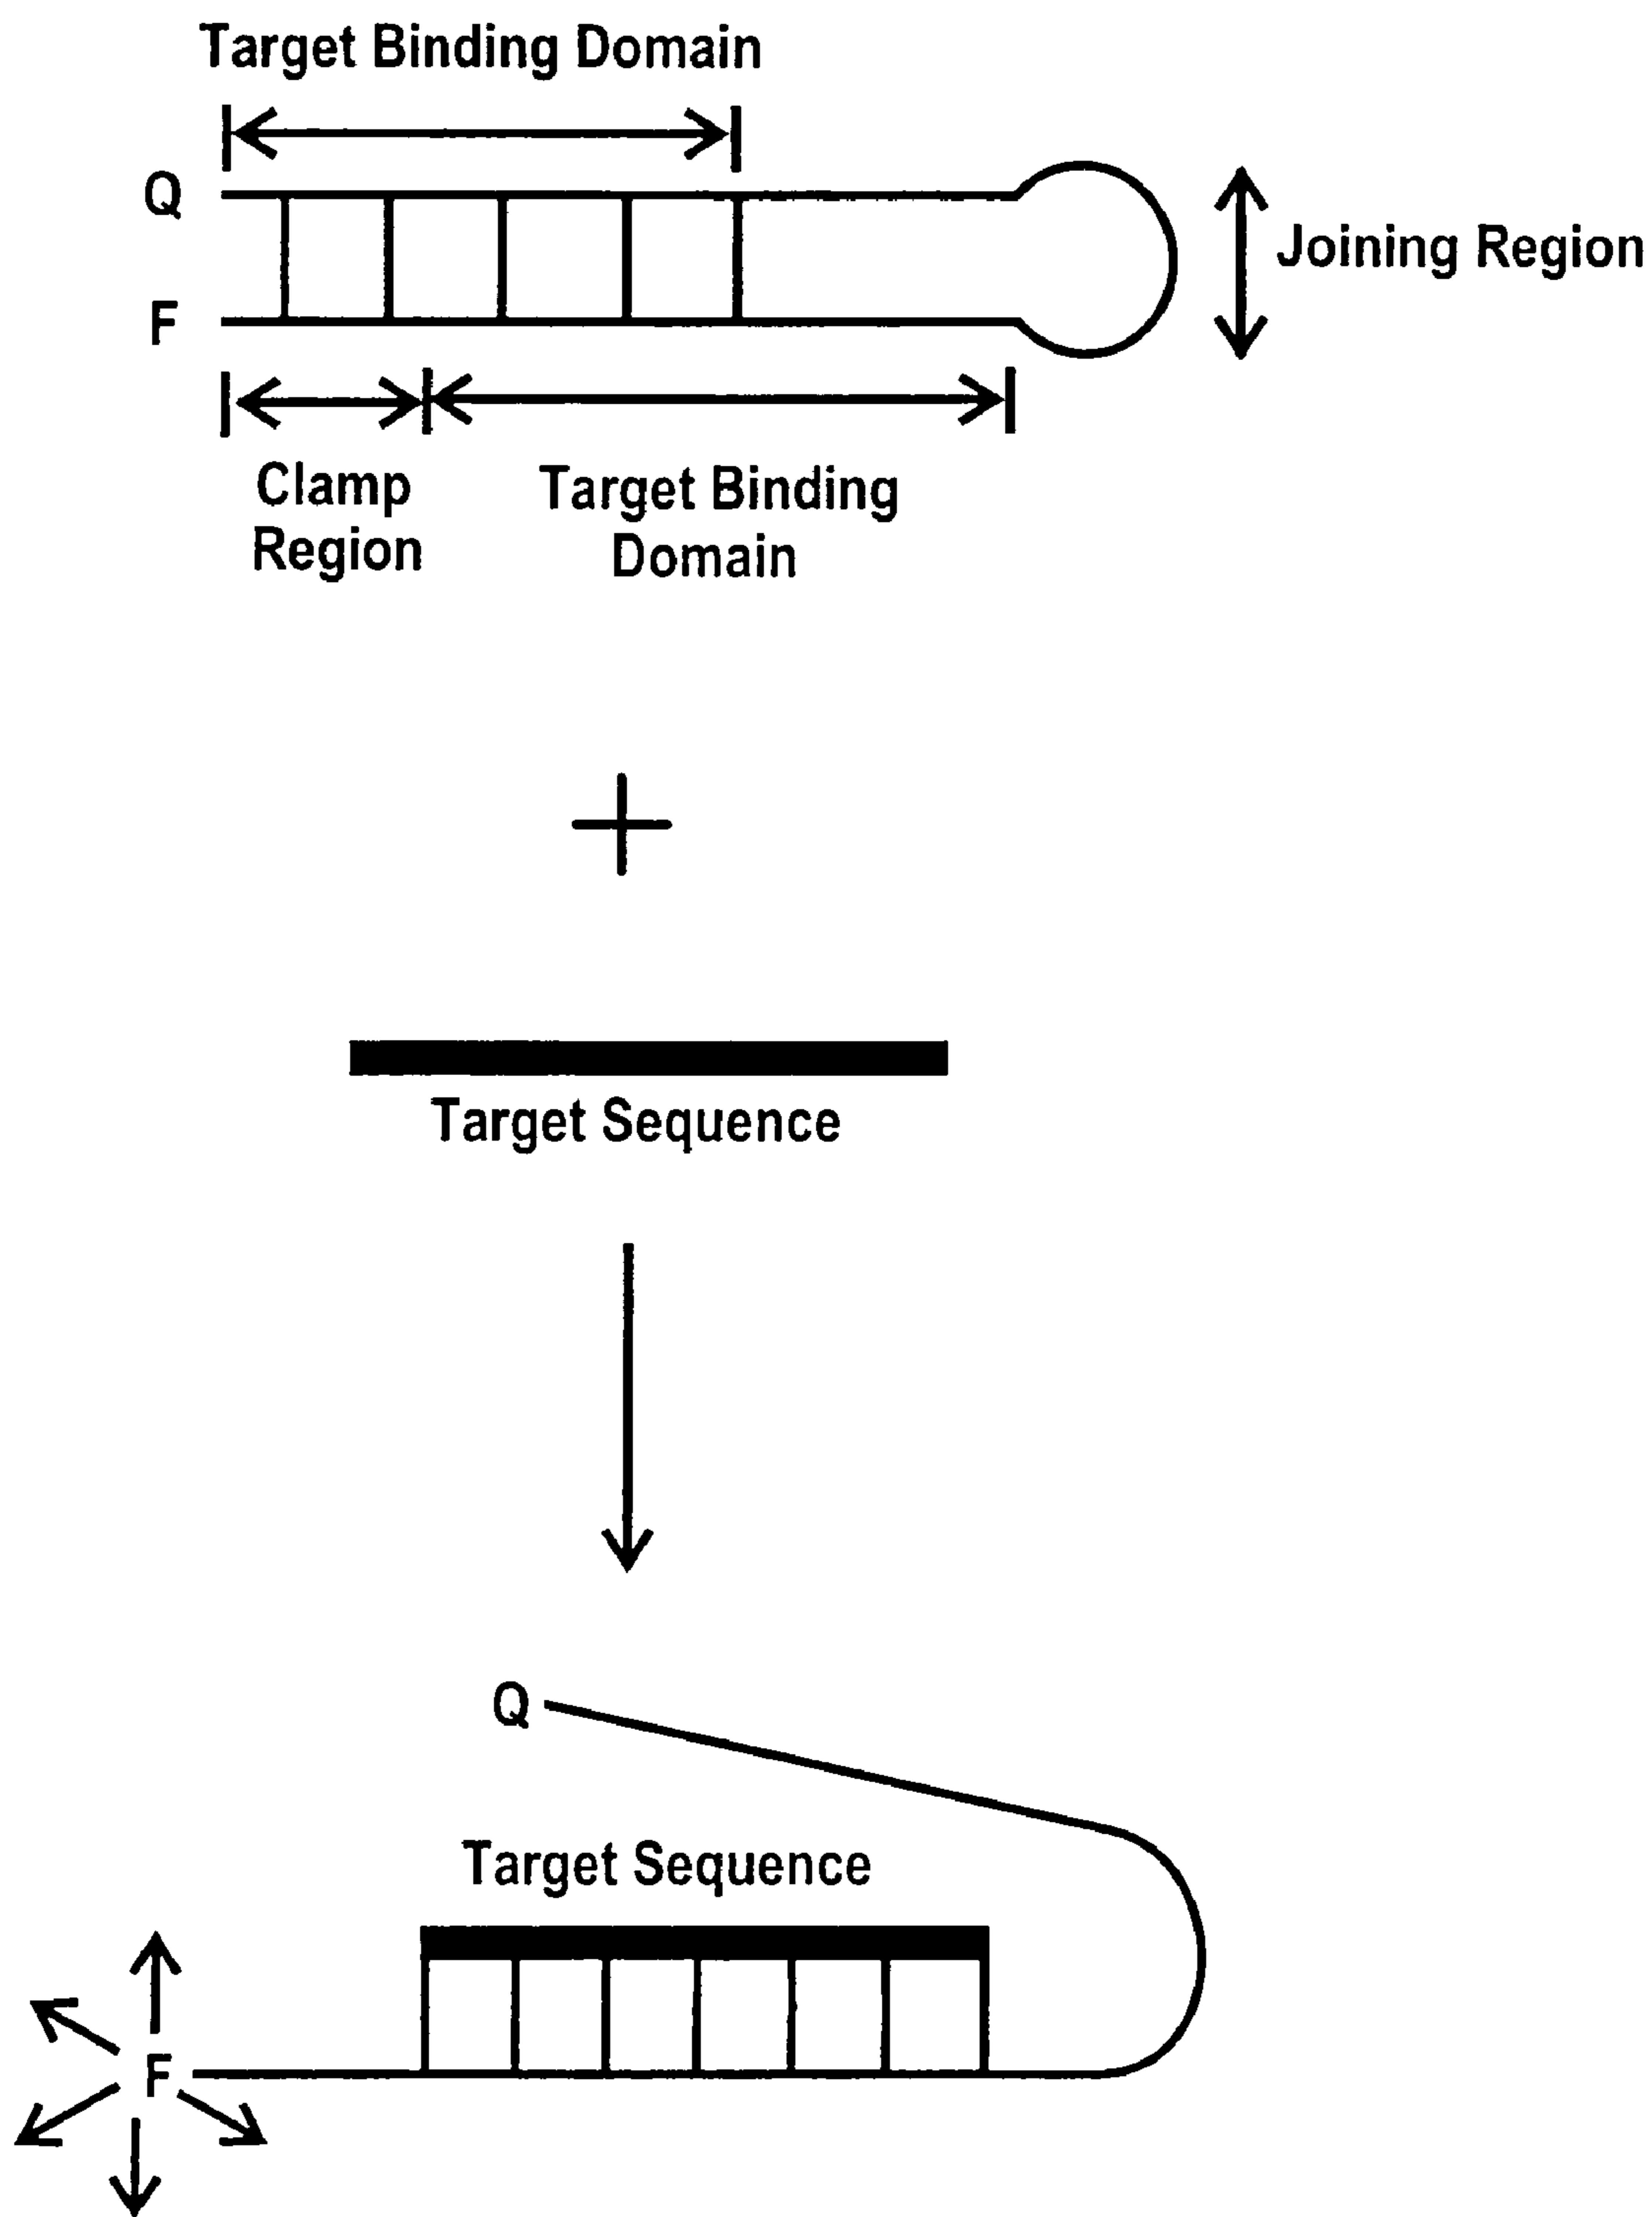 Target Binding Domain
Q
Joining Region
F
Clamp
Region
Target Binding
Domain
+
Target Sequence
Q
Target Sequence
F